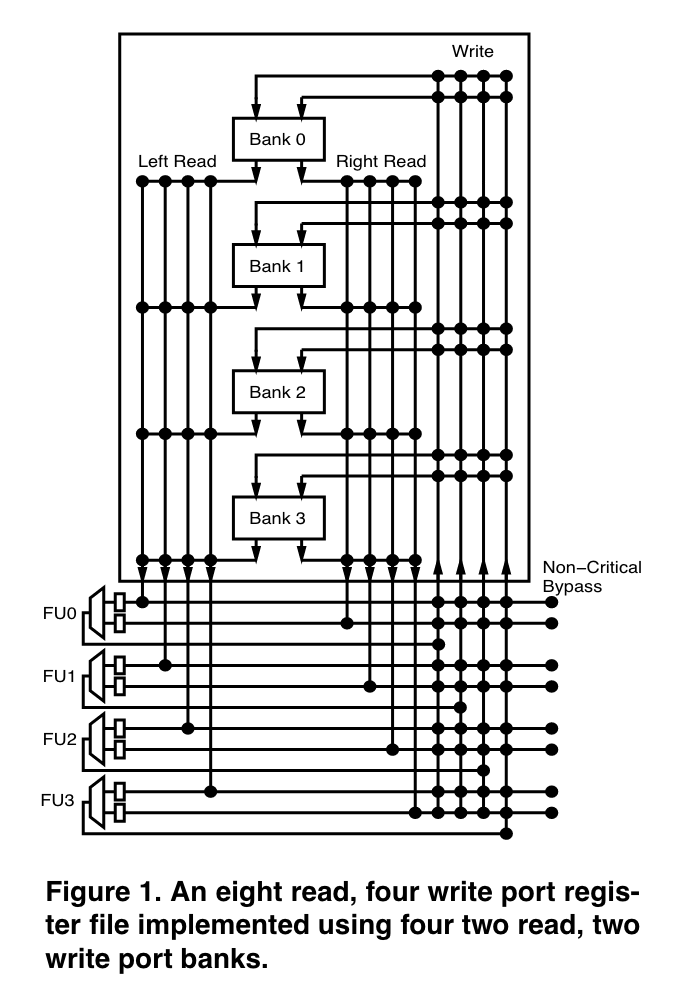 Write
Bank 0
Left Read
Right Read
Bank 1
Bank 2
Bank 3
Non−Critical
Bypass
FU0
FU1
FU2
FU3
Figure 1. An eight read, four write port regis-
ter file implemented using four two read, two
write port banks.